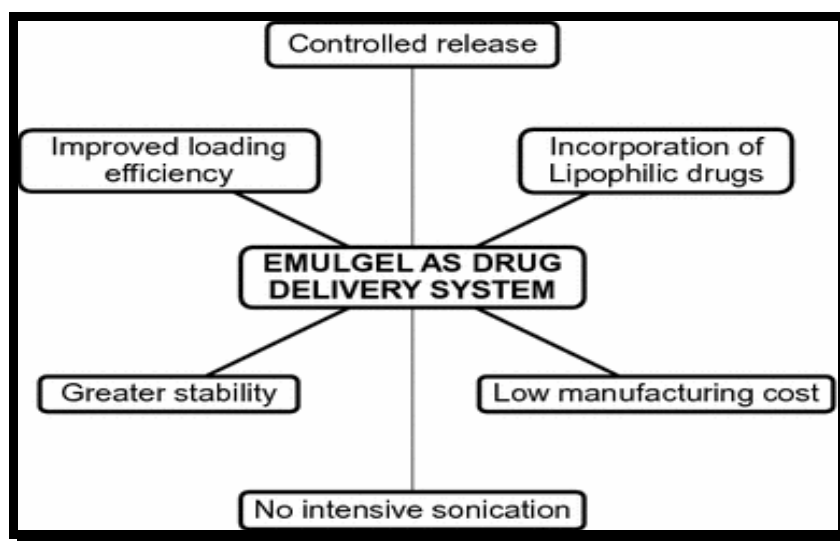 Controlled release
Improved loading
efficiency
Incorporation of
Lipophilic drugs
EMULGEL AS DRUG
DELIVERY SYSTEM
Greater stability
Low manufacturing cost
No intensive sonication